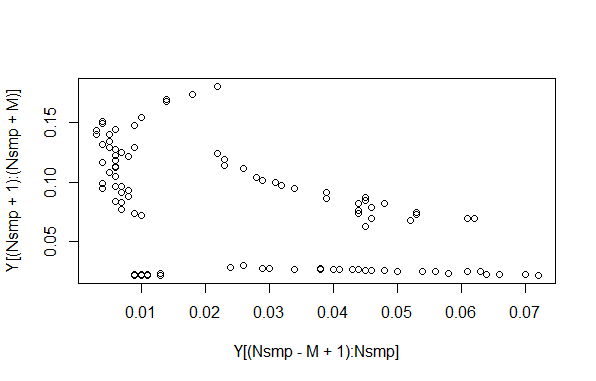 Y[(Nsmp + 1):(Nsmp + M)]
0.15
0.10
0.05
0.01 0.02 0.03 0.04 0.05 0.06 0.07
Y[(Nsmp - M + 1):Nsmp]